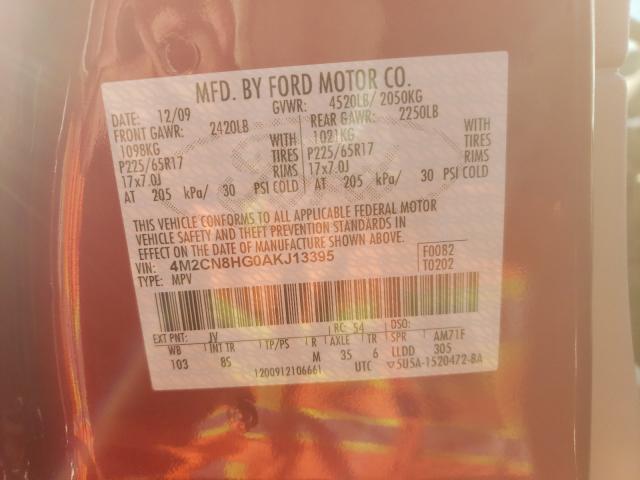 MFD. BY FORD MOTOR CO.
DATE: 12/09 GVWR: 4520LB/ 2050KG
FRONT GAWR: 2420LB REAR GAWR: 2250LB
1098KG WITH 1021KG WITH
P225/65R17 TIRES P225/65R17 TIRES
17x7.0J RIMS 17x7.0J RIMS
AT 205 kPa/ 30 PSI COLD AT 205 kPa/ 30 PSI COLD
THIS VEHICLE CONFORMS TO ALL APPLICABLE FEDERAL MOTOR
VEHICLE SAFETY AND THEFT PREVENTION STANDARDS IN
EFFECT ON THE DATE OF MANUFACTURE SHOWN ABOVE.
VIN: 4M2CN8HG0AKJ13395 F0082
TYPE: MPV T0202
EXT PNT: JV RC: 54 DSO:
WB INT TR TP/PS R AXLE TR SPR AM71F
103 85 M 35 6 LLDD 305
1200912106661 UTC 5U5A-1520472-BA